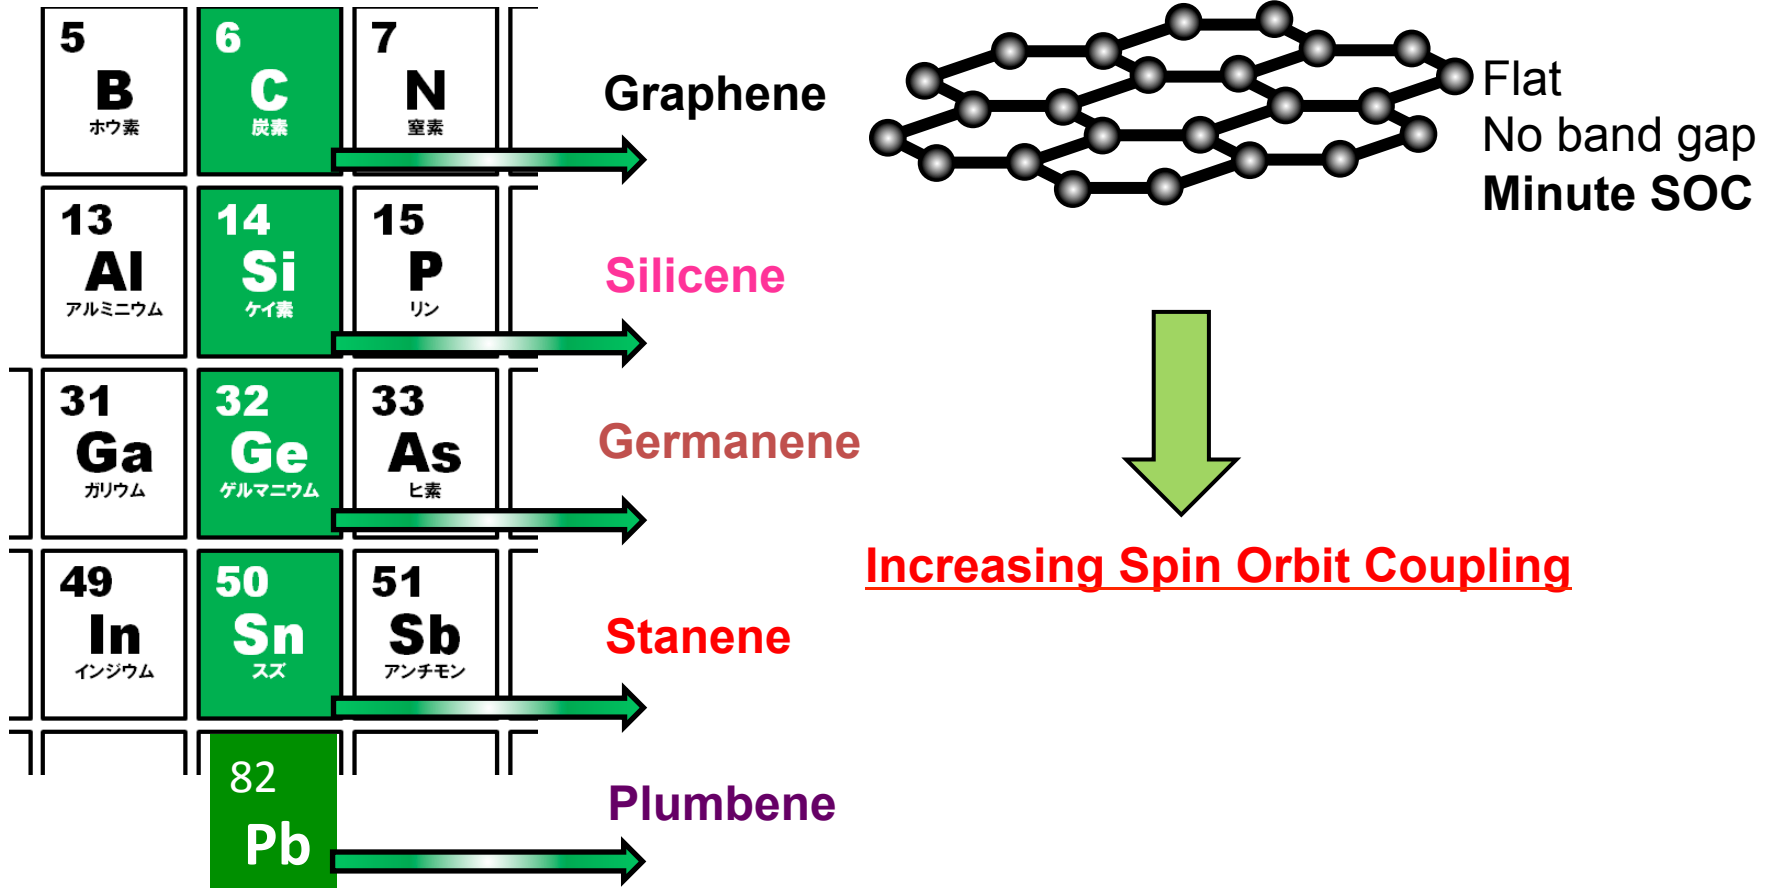 5
B
ホウ素
6
C
炭素
7
N
窒素
Graphene
Flat
No band gap
Minute SOC
13
Al
アルミニウム
14
Si
ケイ素
15
P
リン
Silicene
31
Ga
ガリウム
32
Ge
ゲルマニウム
33
As
ヒ素
Germanene
Increasing Spin Orbit Coupling
49
In
インジウム
50
Sn
スズ
51
Sb
アンチモン
Stanene
82
Pb
Plumbene